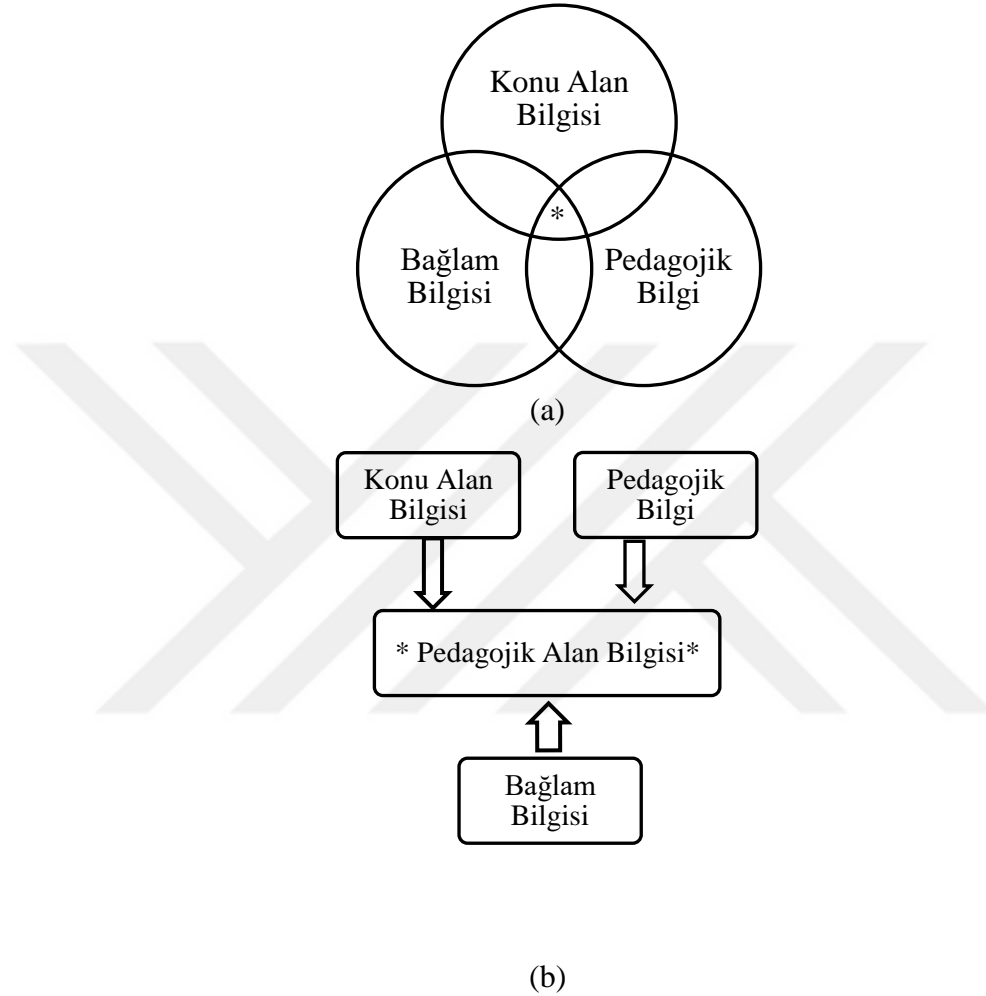 Konu Alan
Bilgisi
*
Bağlam
Bilgisi
Pedagojik
Bilgi
(a)
Konu Alan
Bilgisi
Pedagojik
Bilgi
* Pedagojik Alan Bilgisi*
Bağlam
Bilgisi
(b)